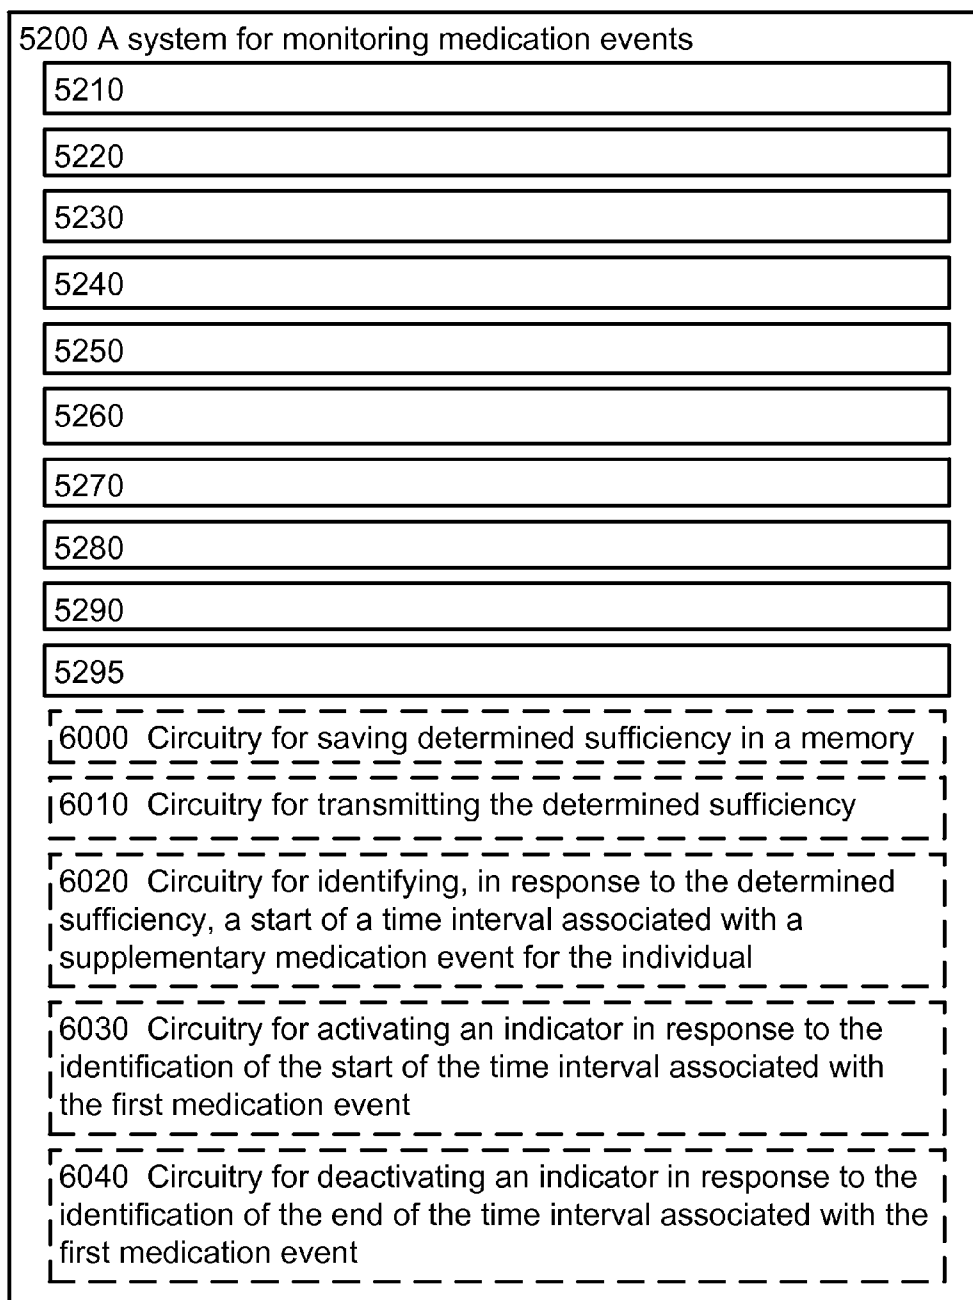 5200 A system for monitoring medication events
5210
5220
5230
5240
5250
5260
5270
5280
5290
5295
6000 Circuitry for saving determined sufficiency in a memory
6010 Circuitry for transmitting the determined sufficiency
6020 Circuitry for identifying, in response to the determined
sufficiency, a start of a time interval associated with a
supplementary medication event for the individual
6030 Circuitry for activating an indicator in response to the
identification of the start of the time interval associated with
the first medication event
6040 Circuitry for deactivating an indicator in response to the
identification of the end of the time interval associated with the
first medication event